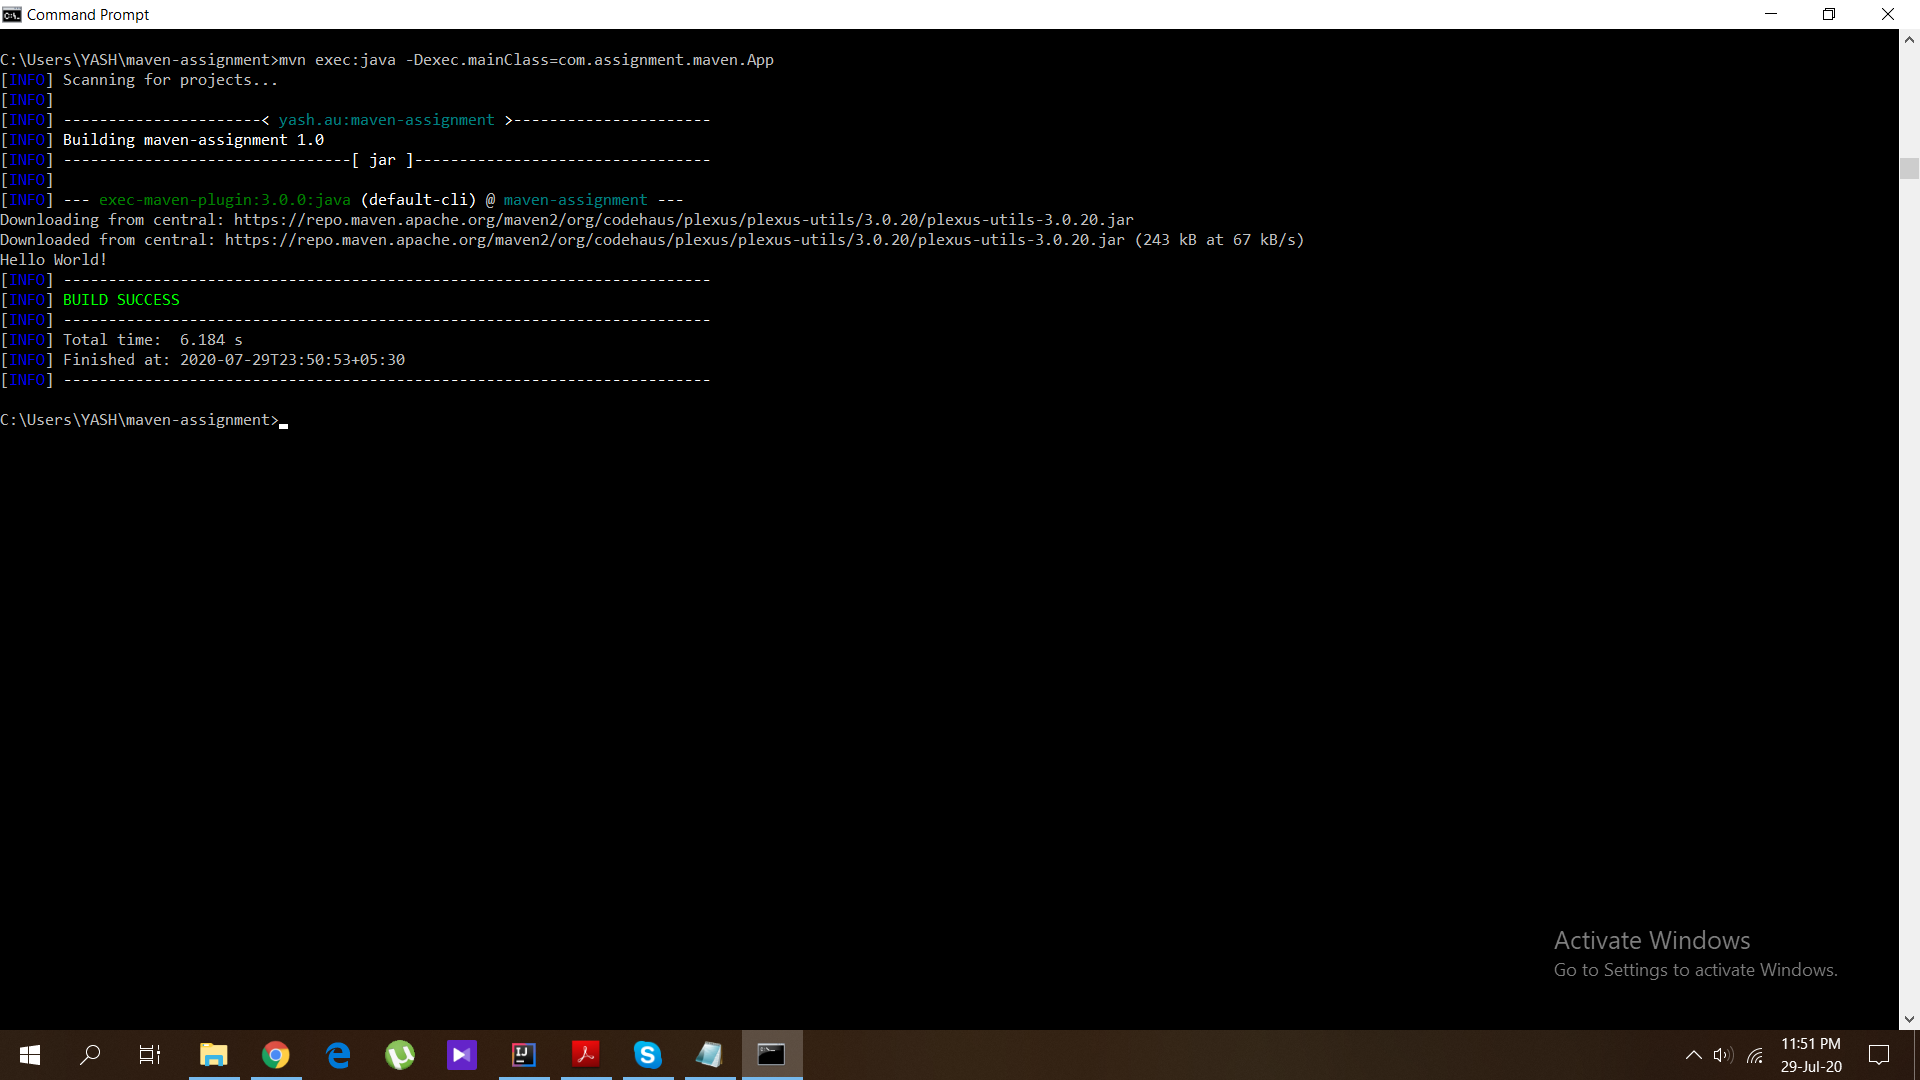 Command Prompt
C:\Users\YASH\maven-assignment>mvn exec:java -Dexec.mainClass=com.assignment.maven.App
[INFO] Scanning for projects...
[INFO]
[INFO] ----------------------< yash.au:maven-assignment >----------------------
[INFO] Building maven-assignment 1.0
[INFO] --------------------------------[ jar ]---------------------------------
[INFO]
[INFO] --- exec-maven-plugin:3.0.0:java (default-cli) @ maven-assignment ---
Downloading from central: https://repo.maven.apache.org/maven2/org/codehaus/plexus/plexus-utils/3.0.20/plexus-utils-3.0.20.jar
Downloaded from central: https://repo.maven.apache.org/maven2/org/codehaus/plexus/plexus-utils/3.0.20/plexus-utils-3.0.20.jar (243 kB at 67 kB/s)
Hello World!
[INFO] ------------------------------------------------------------------------
[INFO] BUILD SUCCESS
[INFO] ------------------------------------------------------------------------
[INFO] Total time:  6.184 s
[INFO] Finished at: 2020-07-29T23:50:53+05:30
[INFO] ------------------------------------------------------------------------
C:\Users\YASH\maven-assignment>
Activate Windows
Go to Settings to activate Windows.
11:51 PM
29-Jul-20